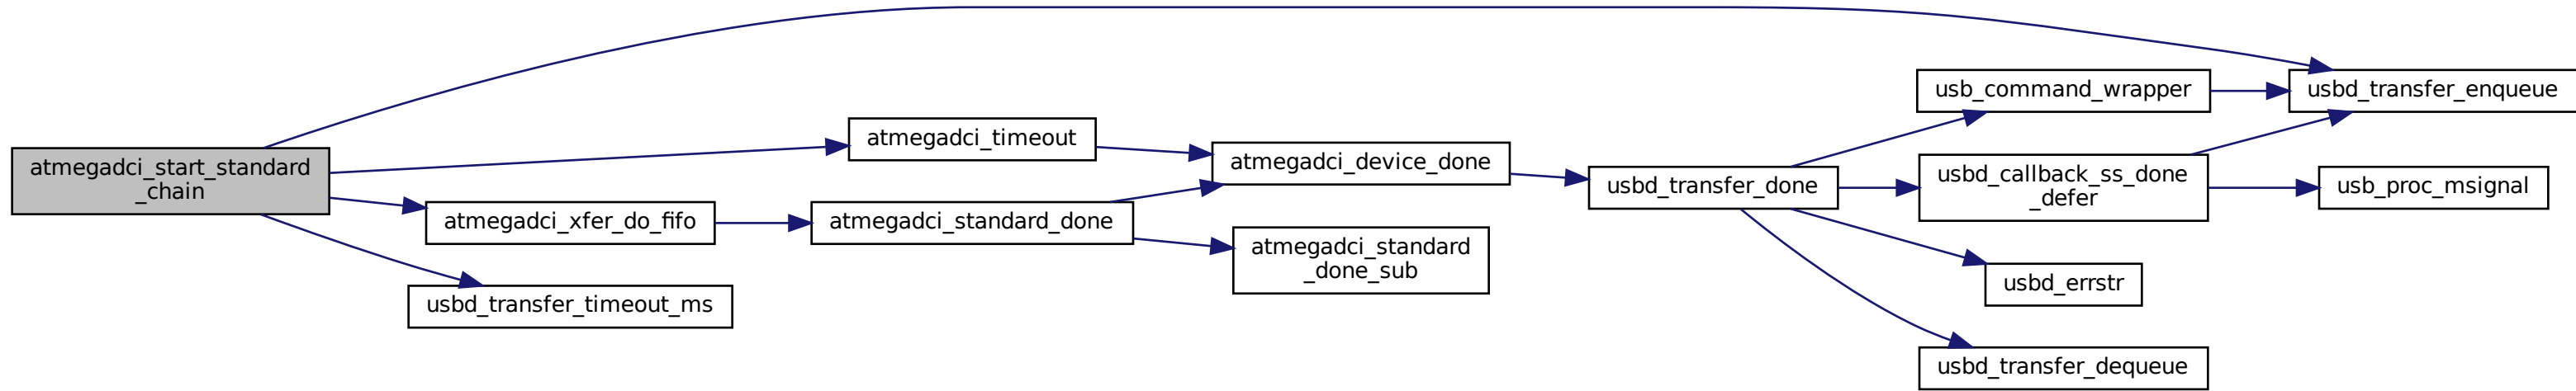 atmegadci_start_standard
_chain
usbd_transfer_enqueue
atmegadci_timeout
atmegadci_device_done
usbd_transfer_done
usb_command_wrapper
atmegadci_xfer_do_fifo
atmegadci_standard_done
atmegadci_standard
_done_sub
usbd_callback_ss_done
_defer
usb_proc_msignal
usbd_errstr
usbd_transfer_dequeue
usbd_transfer_timeout_ms